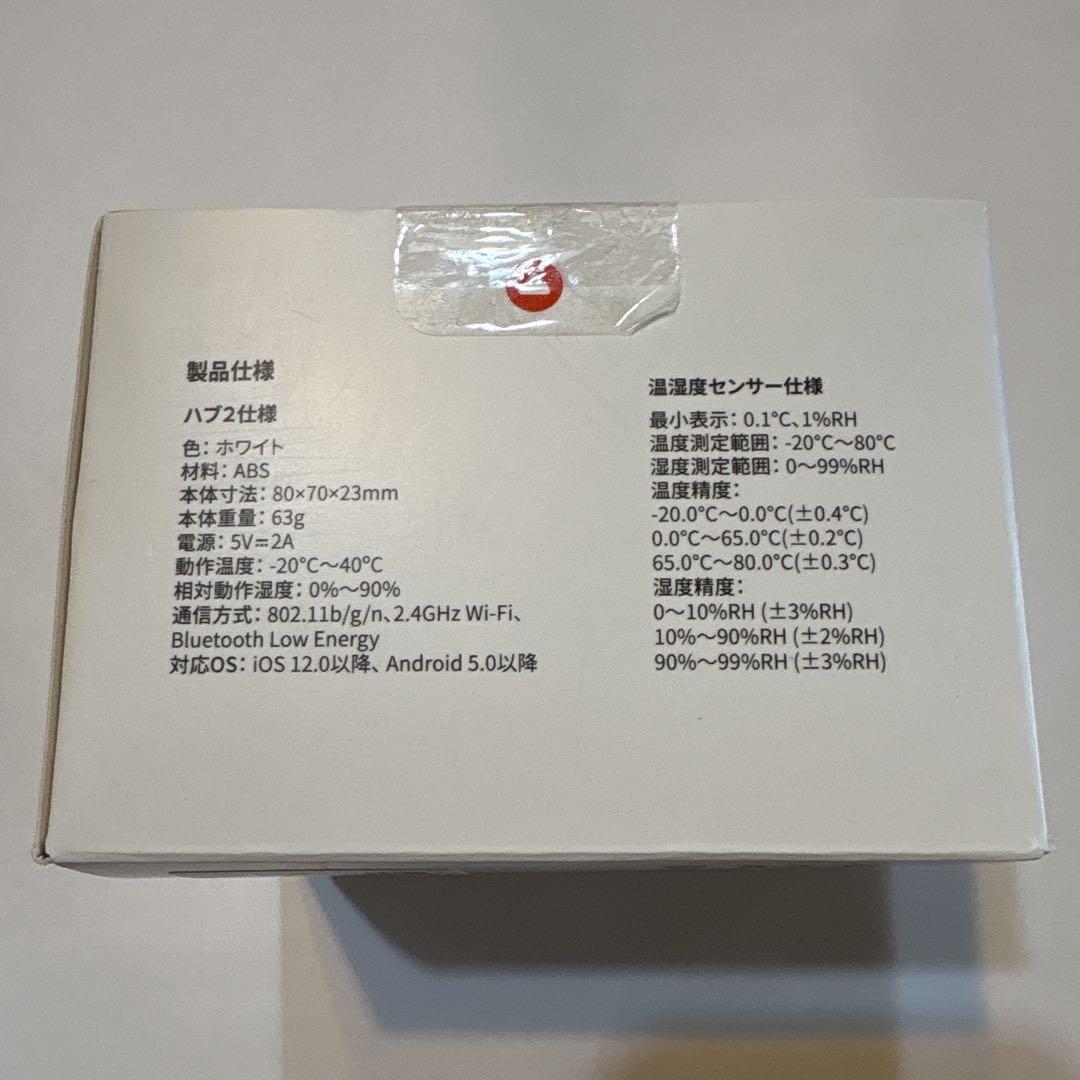 製品仕様
ハブ2仕様
色：ホワイト
材料：ABS
本体寸法：80×70×23mm
本体重量：63g
電源：5V⎓2A
動作温度：-20℃～40℃
相対動作湿度：0%～90%
通信方式：802.11b/g/n、2.4GHz Wi-Fi、
Bluetooth Low Energy
対応OS：iOS 12.0以降、Android 5.0以降
温湿度センサー仕様
最小表示：0.1℃、1%RH
温度測定範囲：-20℃～80℃
湿度測定範囲：0～99%RH
温度精度：
-20.0℃～0.0℃(±0.4℃)
0.0℃～65.0℃(±0.2℃)
65.0℃～80.0℃(±0.3℃)
湿度精度：
0～10%RH (±3%RH)
10%～90%RH (±2%RH)
90%～99%RH (±3%RH)